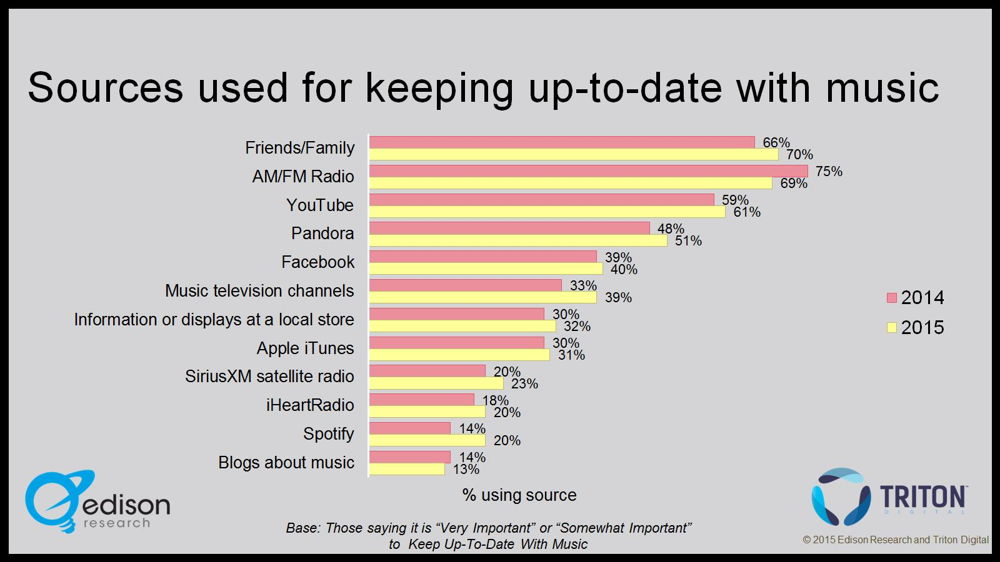 Sources used for keeping up-to-date with music
Friends/Family
66%
70%
AM/FM Radio
75%
69%
YouTube
59%
61%
Pandora
48%
51%
Facebook
39%
40%
Music television channels
33%
39%
Information or displays at a local store
30%
32%
Apple iTunes
30%
31%
SiriusXM satellite radio
20%
23%
iHeartRadio
18%
20%
Spotify
14%
20%
Blogs about music
14%
13%
2014
2015
% using source
edison
research
Base: Those saying it is “Very Important” or “Somewhat Important”
to Keep Up-To-Date With Music
TRITON™
DIGITAL
© 2015 Edison Research and Triton Digital